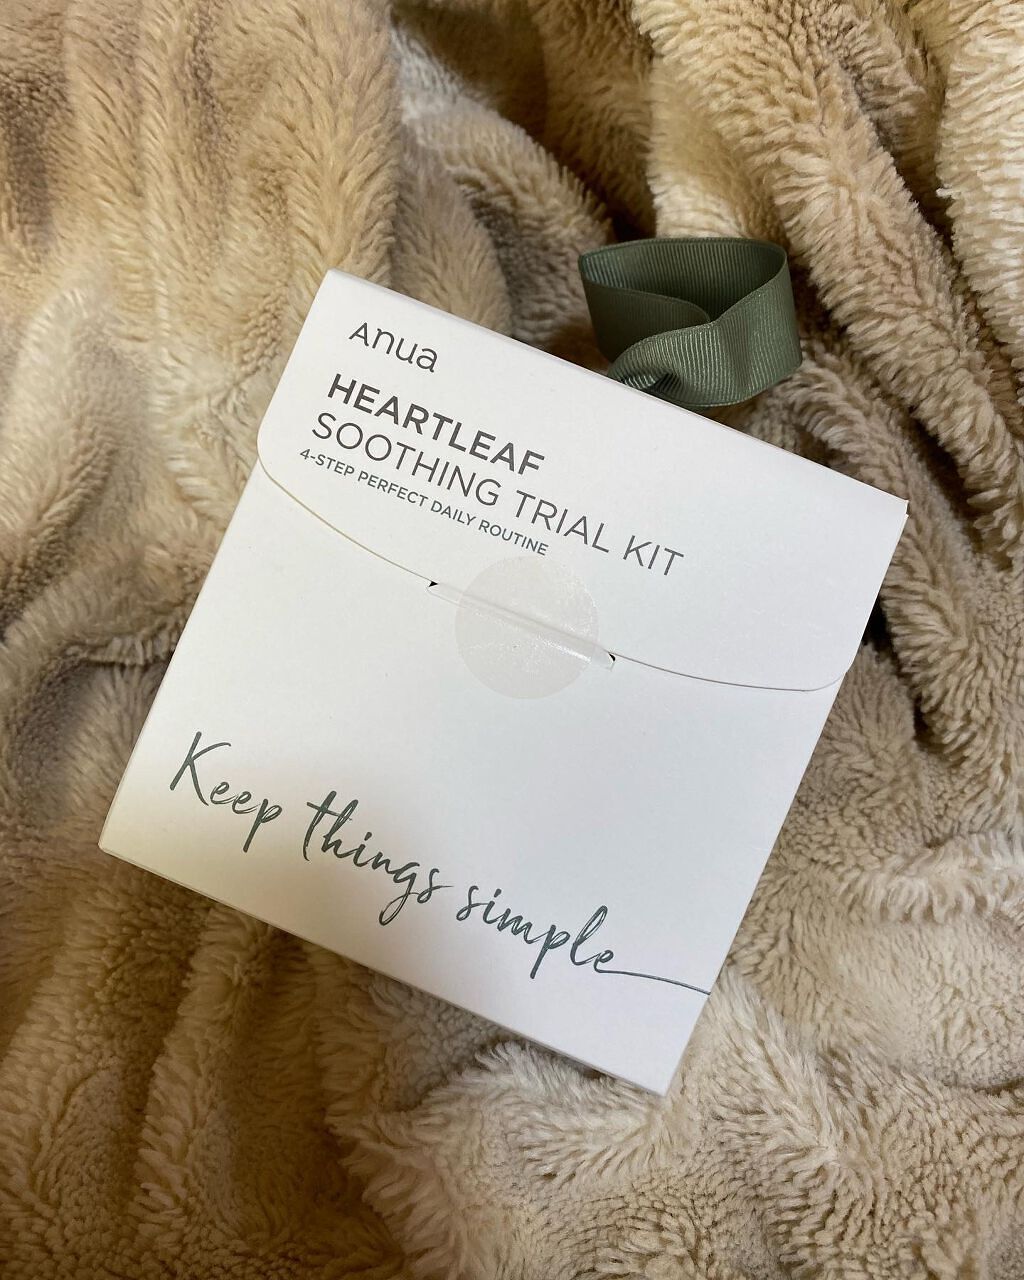 Anua
HEARTLEAF
SOOTHING TRIAL KIT
4-STEP PERFECT DAILY ROUTINE
Keep things simple